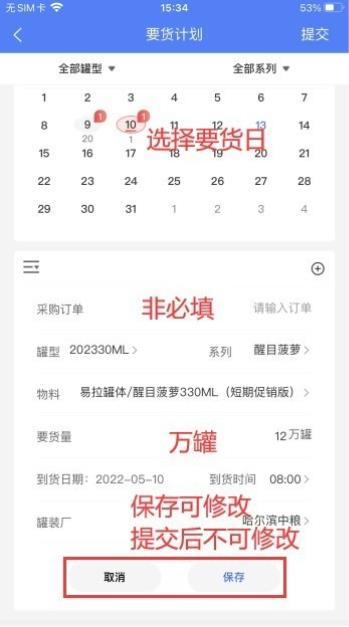 无SIM卡 15:34 53%
要货计划 提交
全部罐型 全部系列
1 2 3 4 5 6 7
8 9 1 10 1 11 12 13 14
20 1
选择要货日
15 16 17 18 19 20 21
22 23 24 25 26 27 28
29 30 31 1 2 3 4
采购订单 非必填 请输入订单
罐型 202330ML 系列 醒目菠萝
物料 易拉罐体/醒目菠萝330ML（短期促销版）
要货量 万罐 12万罐
到货日期：2022-05-10 到货时间 08:00
保存可修改
罐装厂 哈尔滨中粮
提交后不可修改
取消 保存